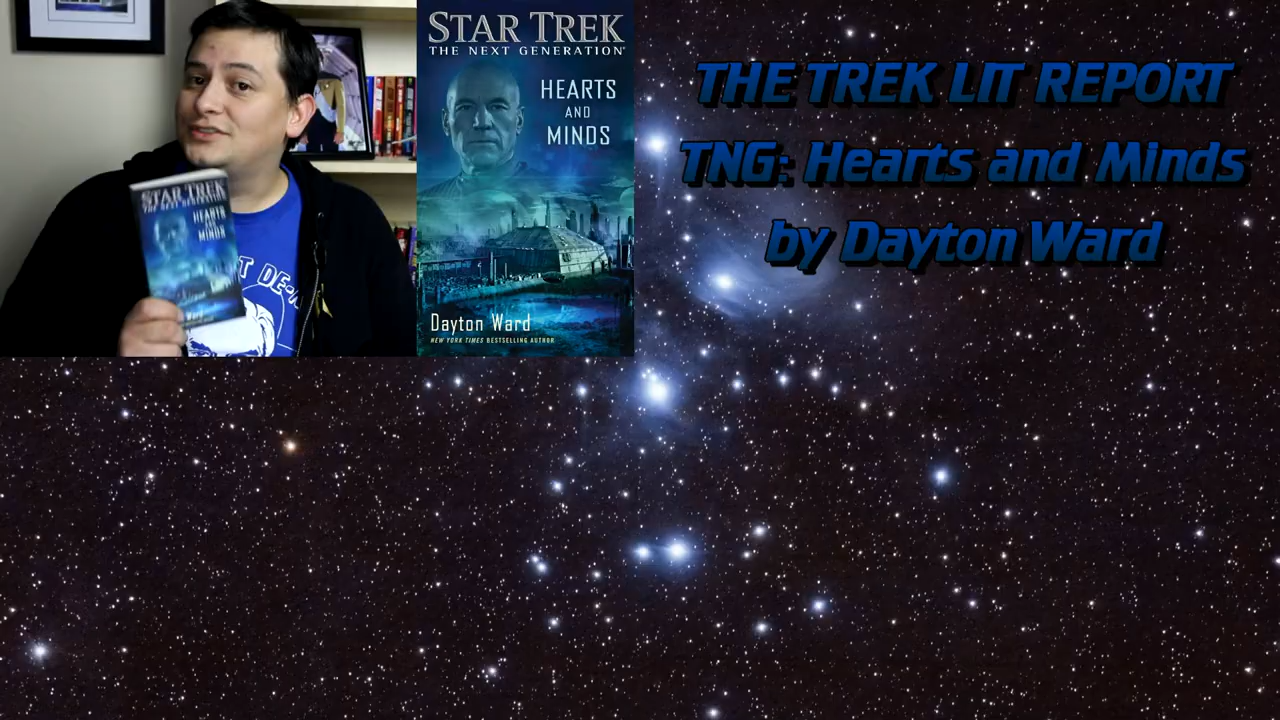 STAR TREK
THE NEXT GENERATION
HEARTS
AND
MINDS
STAR TREK
THE NEXT GENERATION®
HEARTS
AND
MINDS
Dayton Ward
NEW YORK TIMES BESTSELLING AUTHOR
THE TREK LIT REPORT
TNG: Hearts and Minds
by Dayton Ward